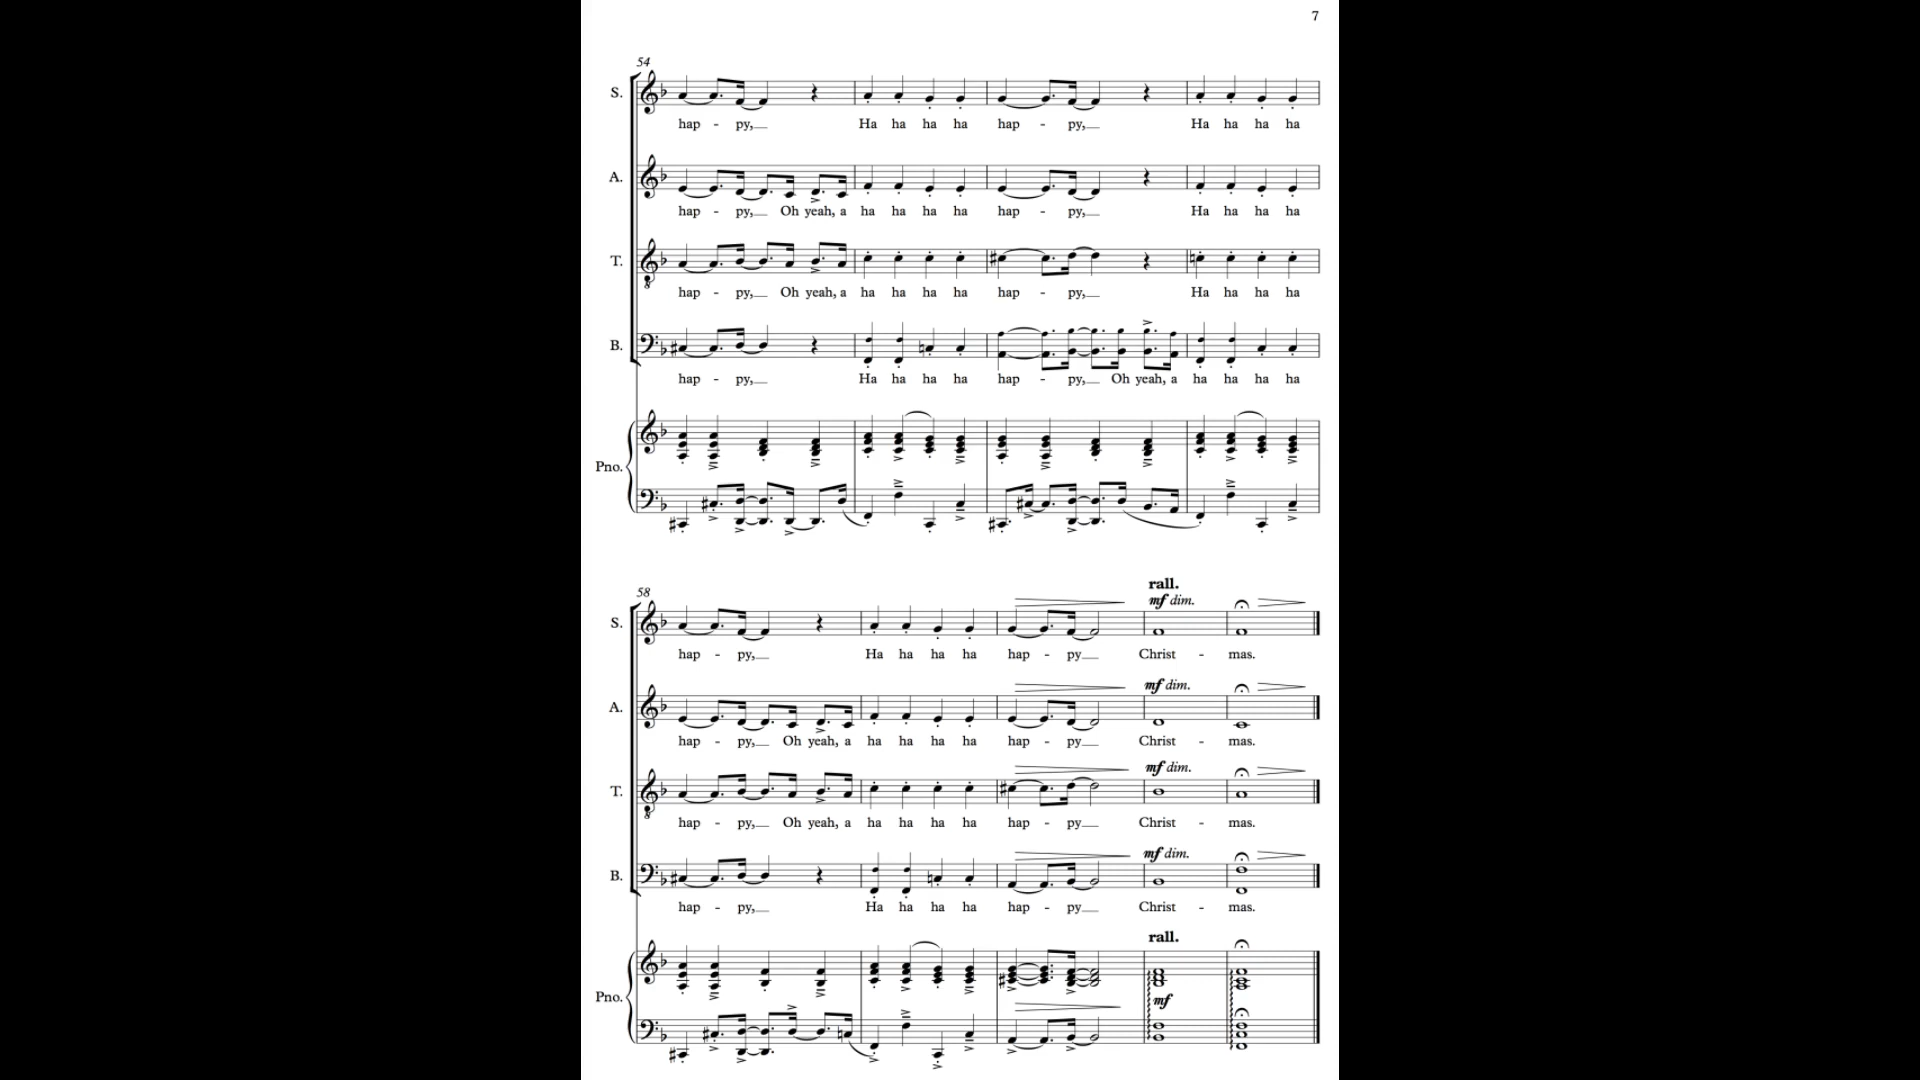 7
54
S.
hap - py,
Ha ha ha ha hap - py, Ha ha ha ha
A.
hap - py, Oh yeah, a ha ha ha ha hap - py, Ha ha ha ha
T.
hap - py, Oh yeah, a ha ha ha ha hap - py, Ha ha ha ha
B.
hap - py, Ha ha ha ha hap - py, Oh yeah, a ha ha ha ha
Pno.
58
rall.
mf dim.
S.
hap - py, Ha ha ha ha hap - py Christ - mas.
mf dim.
A.
hap - py, Oh yeah, a ha ha ha ha hap - py Christ - mas.
mf dim.
T.
hap - py, Oh yeah, a ha ha ha ha hap - py Christ - mas.
mf dim.
B.
hap - py, Ha ha ha ha hap - py Christ - mas.
rall.
Pno.
mf